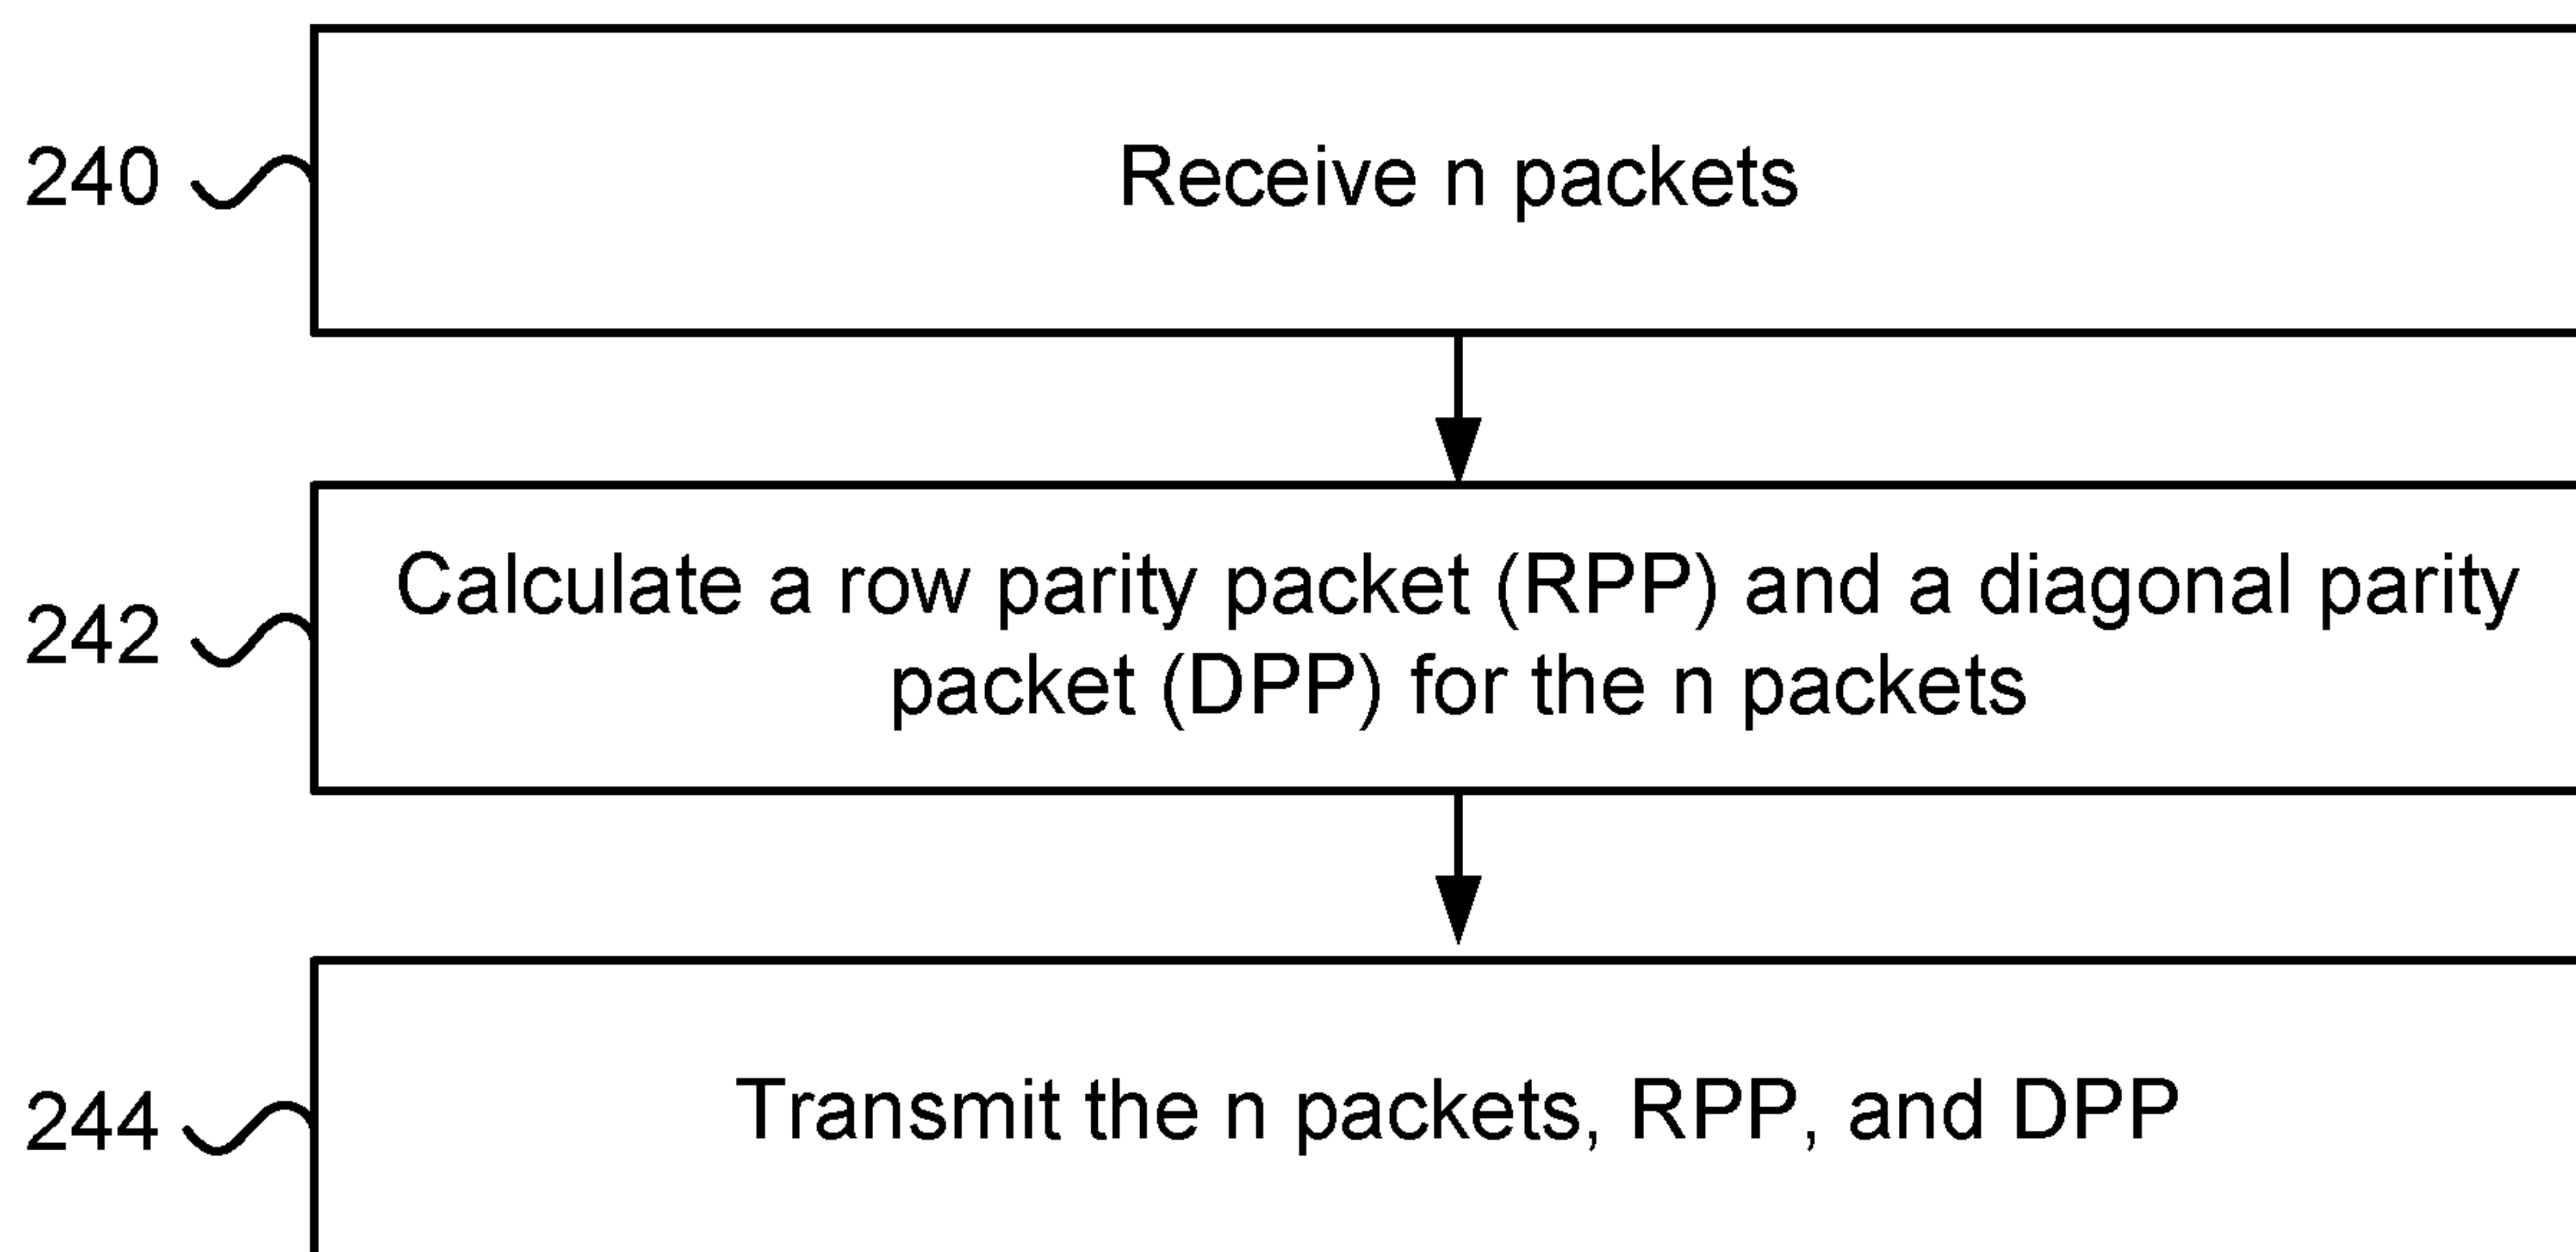 240
Receive n packets
242
Calculate a row parity packet (RPP) and a diagonal parity
packet (DPP) for the n packets
244
Transmit the n packets, RPP, and DPP